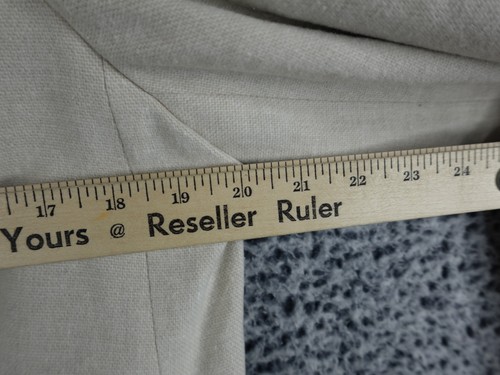 17 18 19 20 21 22 23 24
Yours @ Reseller Ruler